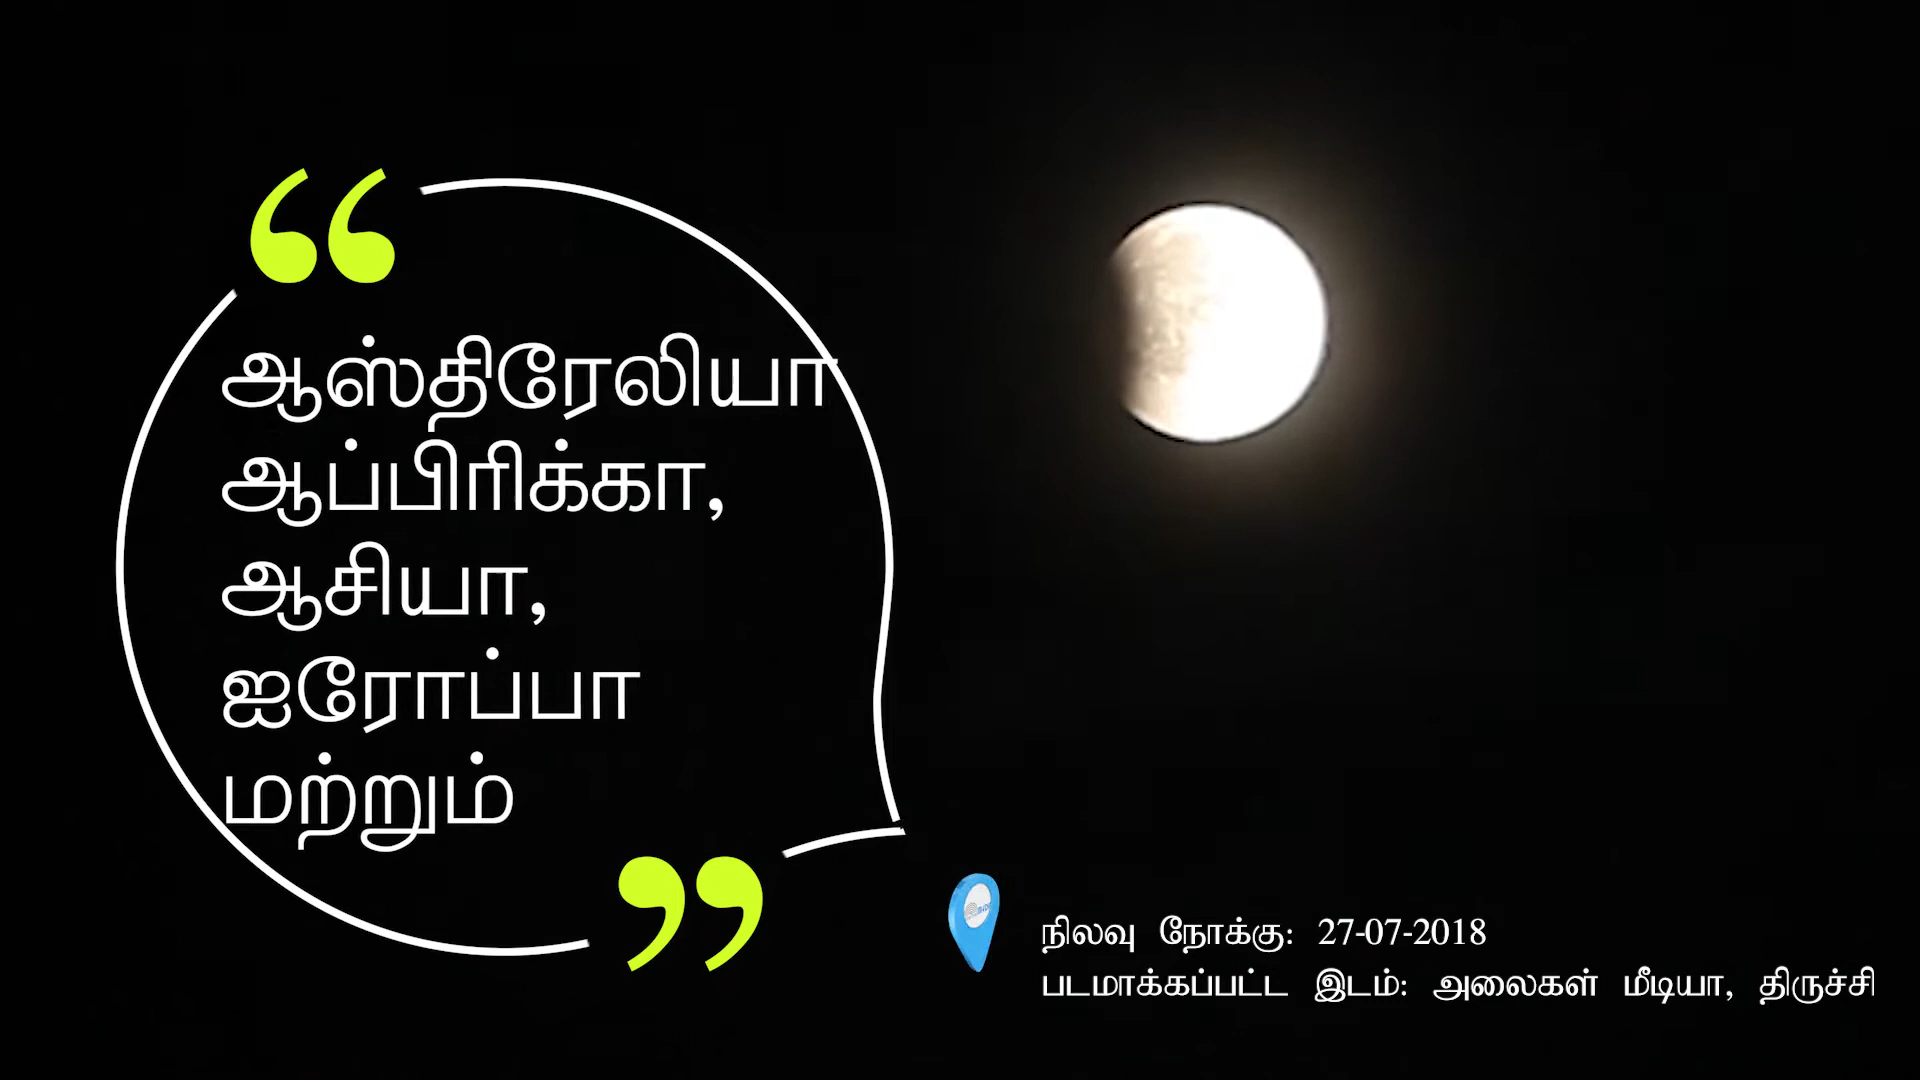 ஆஸ்திரேலியா
ஆப்பிரிக்கா,
ஆசியா,
ஐரோப்பா
மற்றும்
நிலவு நோக்கு: 27-07-2018
படமாக்கப்பட்ட இடம்: அலைகள் மீடியா, திருச்சி